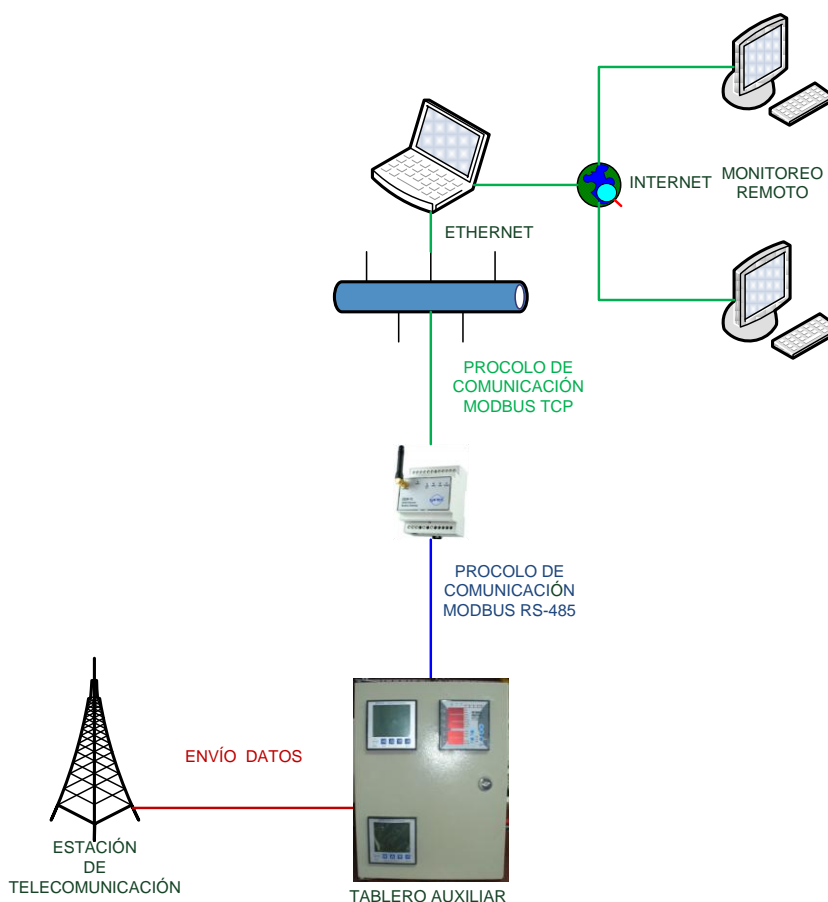 INTERNET
MONITOREO
REMOTO
ETHERNET
PROCOLO DE
COMUNICACIÓN
MODBUS TCP
PROCOLO DE
COMUNICACIÓN
MODBUS RS-485
ENVÍO  DATOS
ESTACIÓN
DE
TELECOMUNICACIÓN
TABLERO AUXILIAR